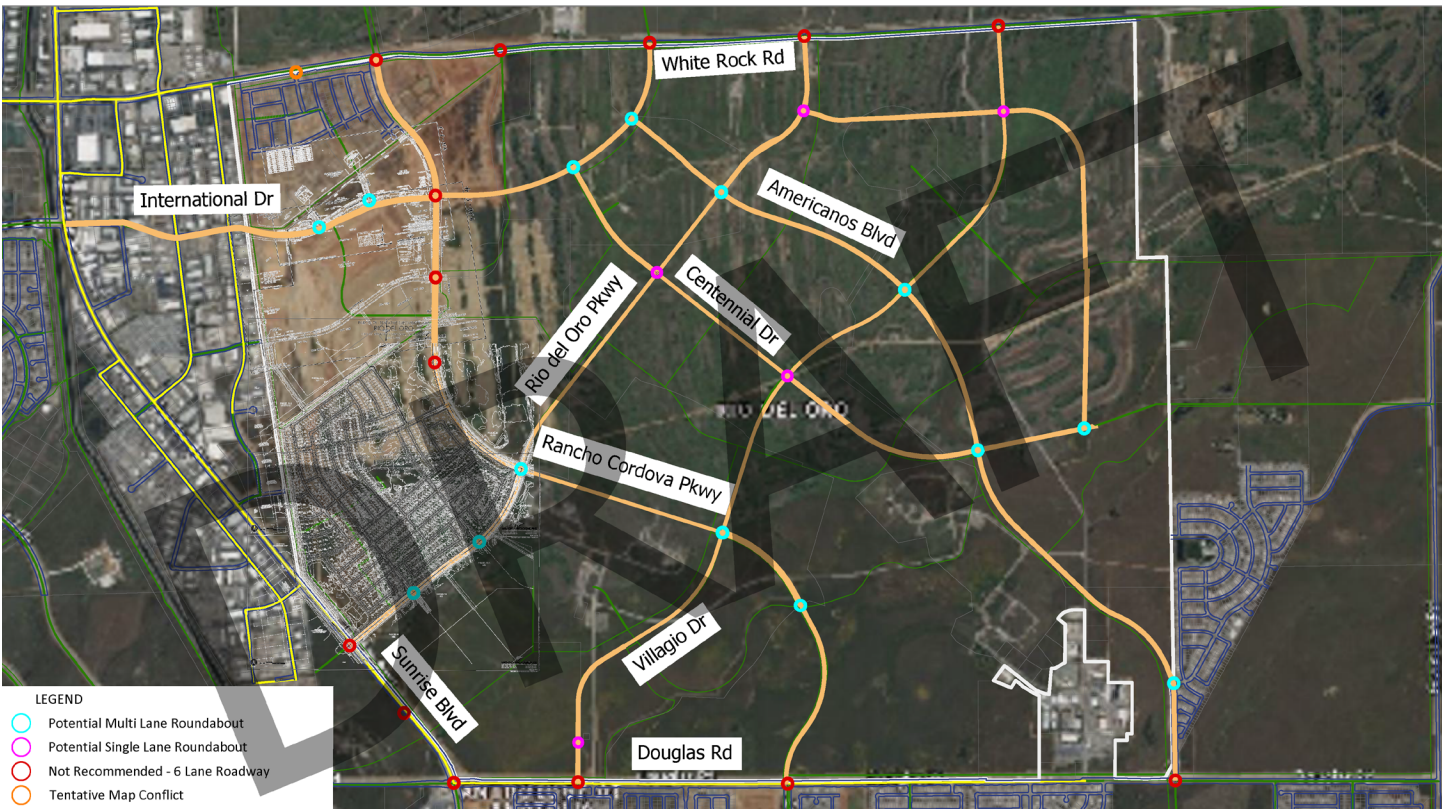 White Rock Rd
International Dr
Americanos Blvd
Centennial Dr
Rio del Oro Pkwy
RIO DEL ORO
Rancho Cordova Pkwy
Villagio Dr
Sunrise Blvd
Douglas Rd
DRAFT
LEGEND
Potential Multi Lane Roundabout
Potential Single Lane Roundabout
Not Recommended - 6 Lane Roadway
Tentative Map Conflict